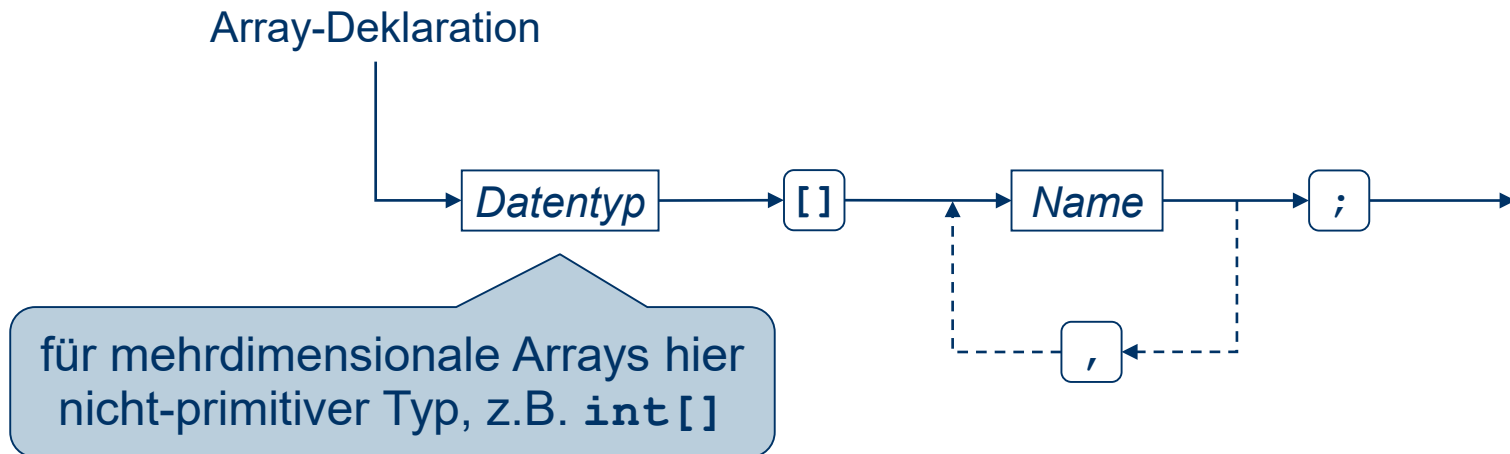 Array-Deklaration
Datentyp [] Name ;
,
für mehrdimensionale Arrays hier
nicht-primitiver Typ, z.B. int[]